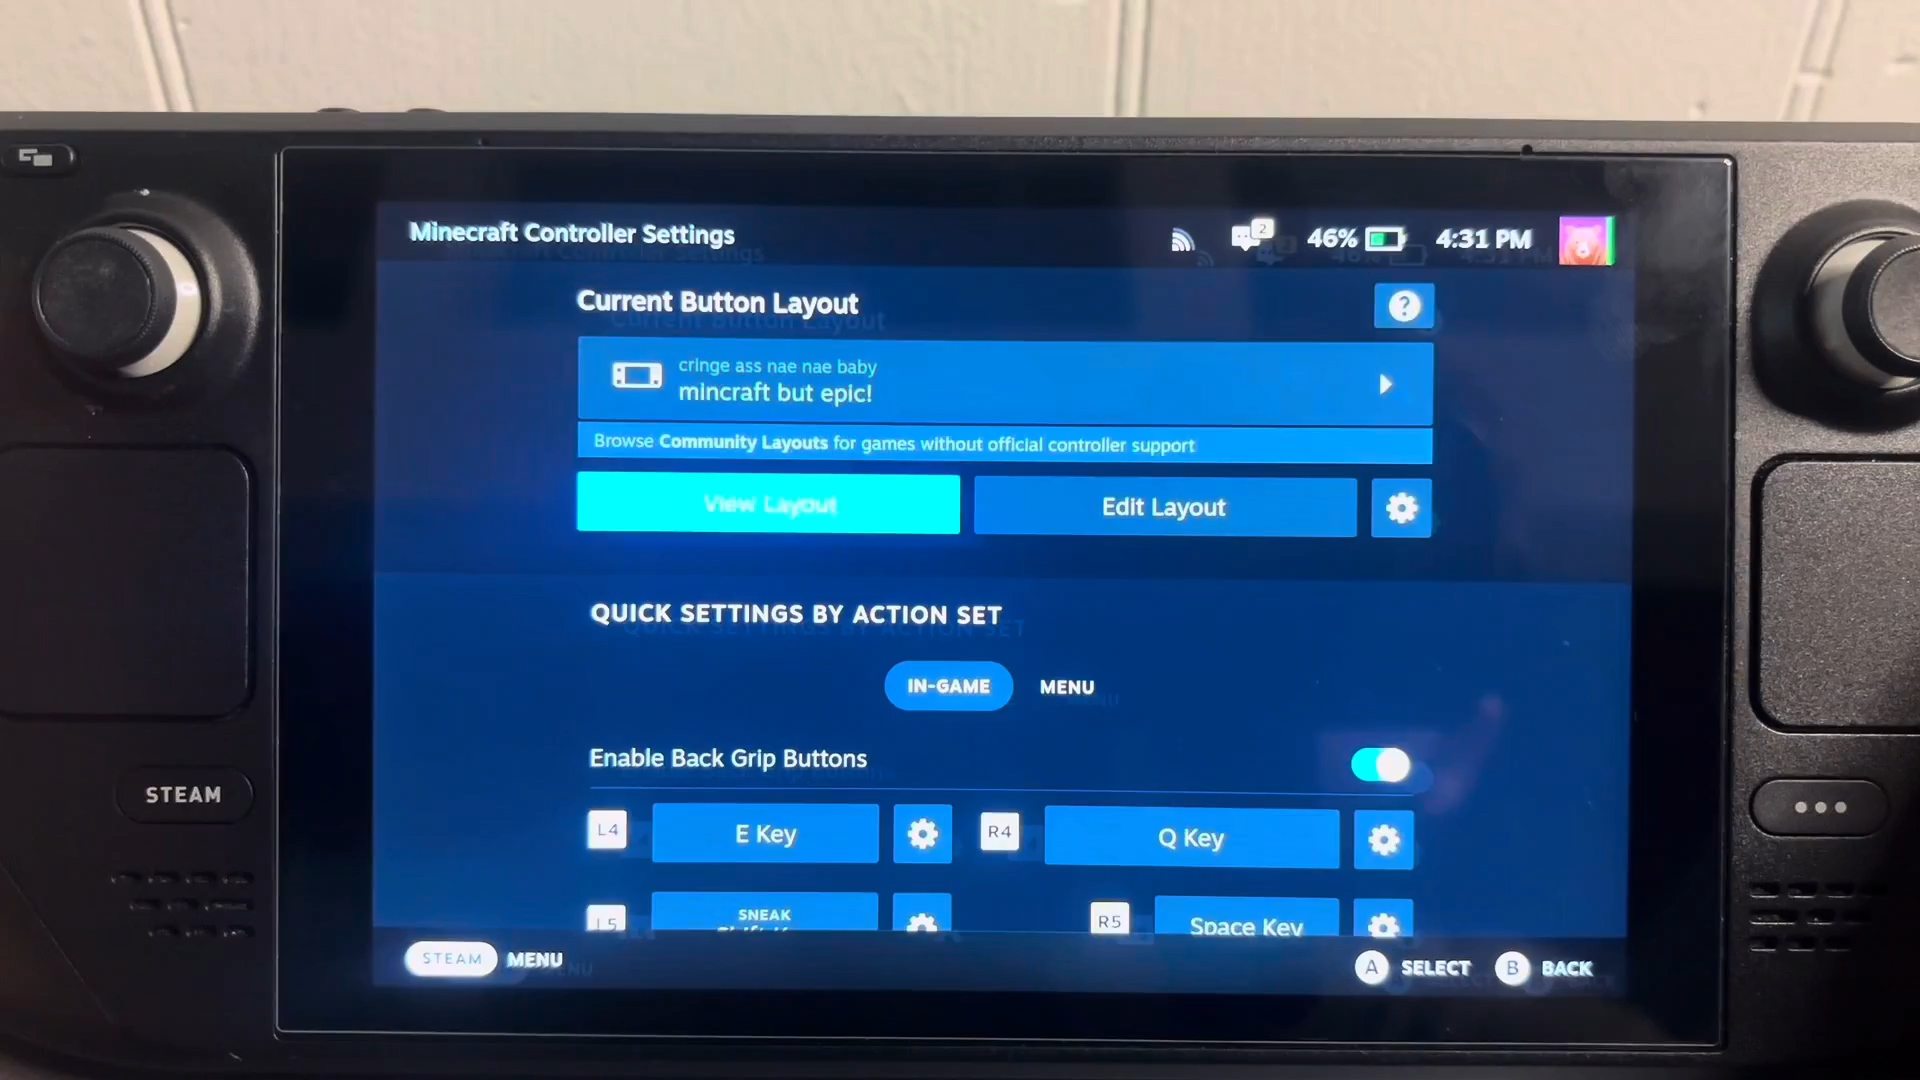 Minecraft Controller Settings
2
46%
4:31 PM
Current Button Layout
?
cringe ass nae nae baby
mincraft but epic!
Browse Community Layouts for games without official controller support
View Layout
Edit Layout
QUICK SETTINGS BY ACTION SET
IN-GAME
MENU
Enable Back Grip Buttons
L4
E Key
R4
Q Key
L5
SNEAK
R5
Space Key
STEAM
STEAM
MENU
A
SELECT
B
BACK